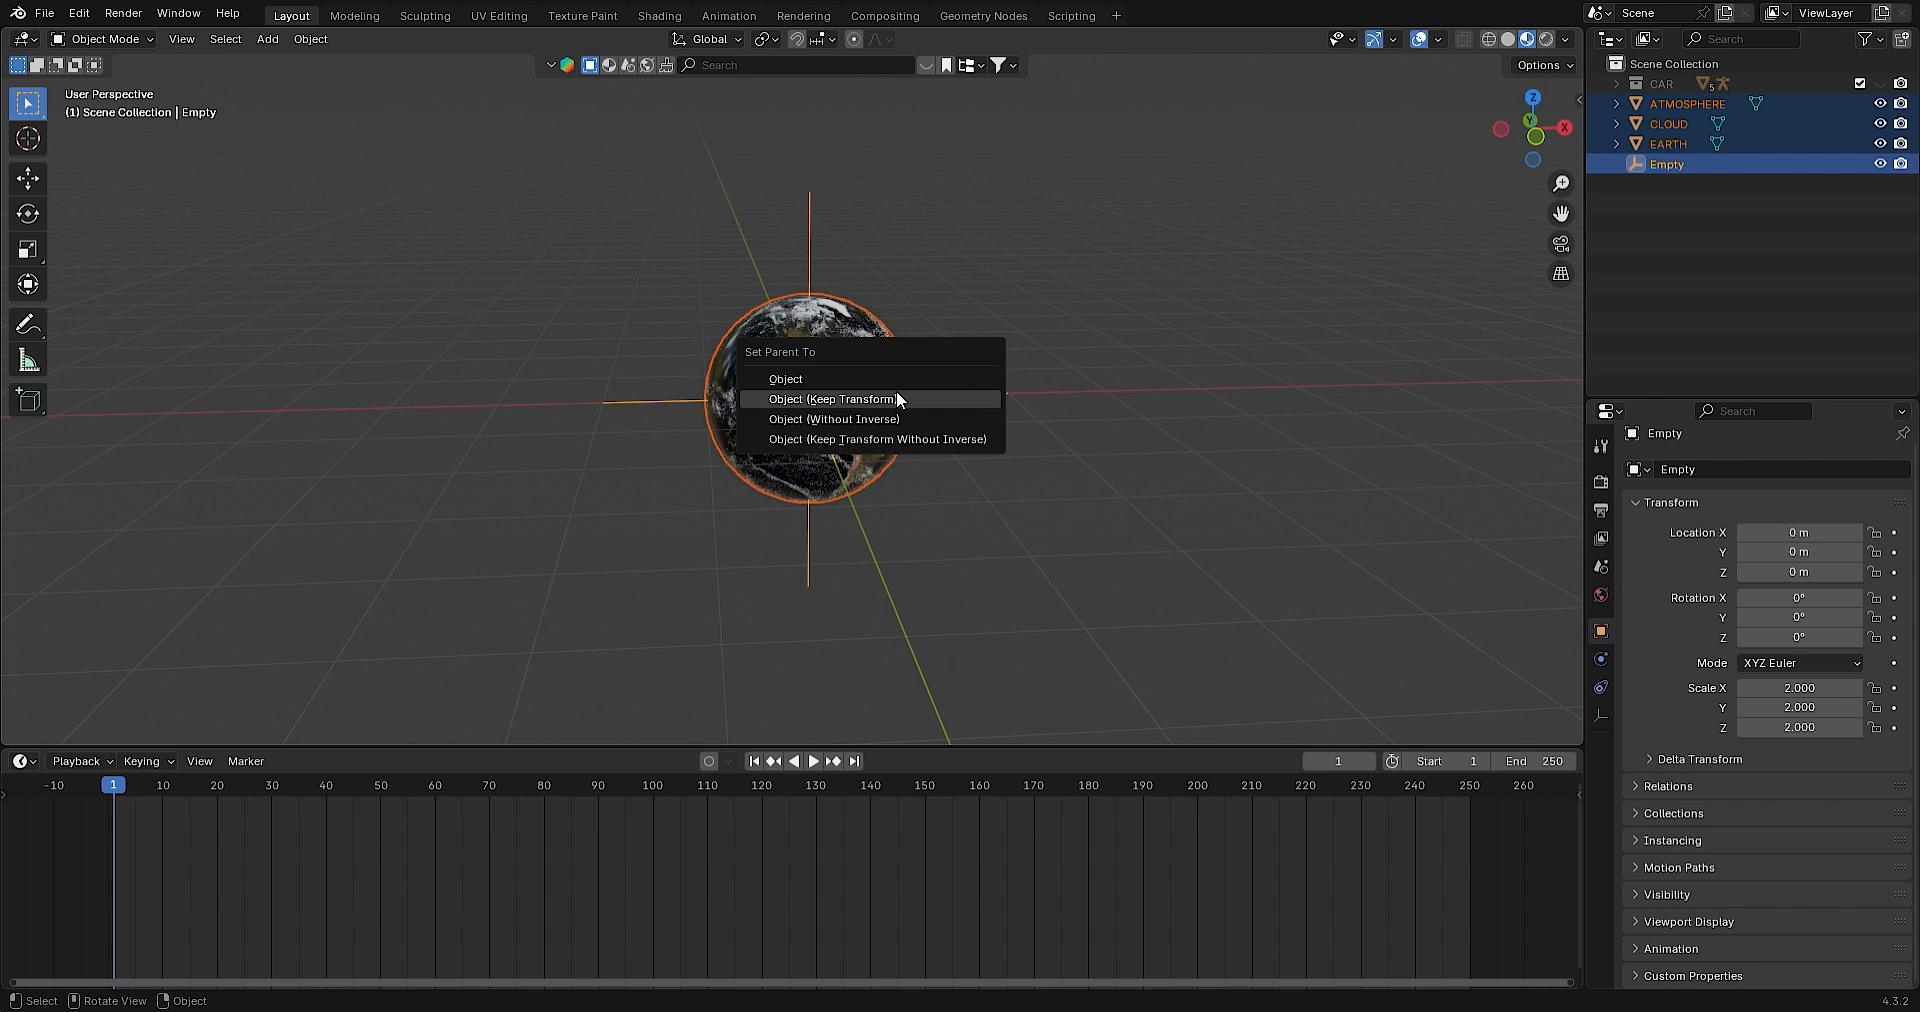 File Edit Render Window Help Layout Modeling Sculpting UV Editing Texture Paint Shading Animation Rendering Compositing Geometry Nodes Scripting + Scene ViewLayer
Object Mode View Select Add Object Global Search
Search Options
User Perspective
(1) Scene Collection | Empty
Z
Y
X
Scene Collection
CAR 5
ATMOSPHERE
CLOUD
EARTH
Empty
Set Parent To
Object
Object (Keep Transform)
Object (Without Inverse)
Object (Keep Transform Without Inverse)
Search
Empty
Empty
Transform
Location X 0 m
Y 0 m
Z 0 m
Rotation X 0°
Y 0°
Z 0°
Mode XYZ Euler
Scale X 2.000
Y 2.000
Z 2.000
Delta Transform
Relations
Collections
Instancing
Motion Paths
Visibility
Viewport Display
Animation
Custom Properties
Playback Keying View Marker 1 Start 1 End 250
-10 1 10 20 30 40 50 60 70 80 90 100 110 120 130 140 150 160 170 180 190 200 210 220 230 240 250 260
Select Rotate View Object 4.3.2